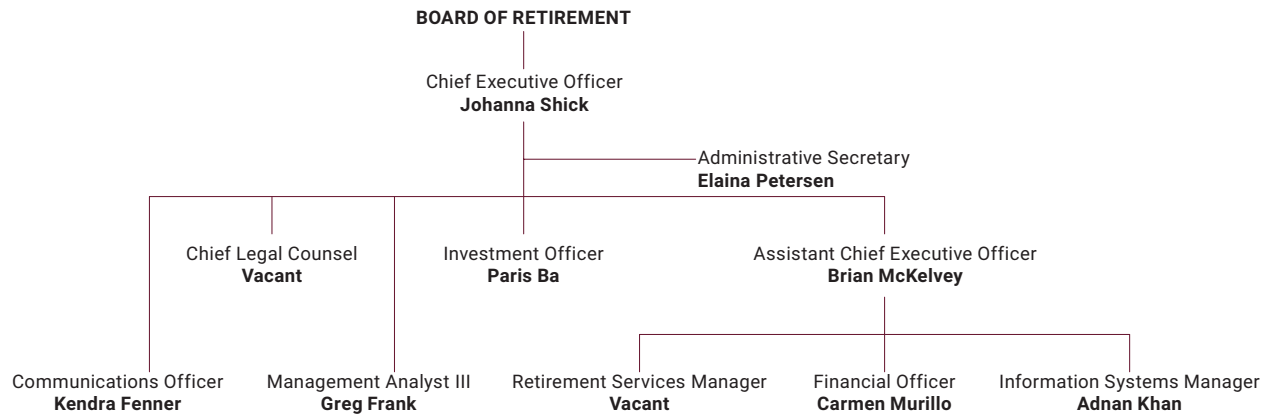 BOARD OF RETIREMENT
Chief Executive Officer
Johanna Shick
Administrative Secretary
Elaina Petersen
Chief Legal Counsel
Vacant
Investment Officer
Paris Ba
Assistant Chief Executive Officer
Brian McKelvey
Communications Officer
Kendra Fenner
Management Analyst III
Greg Frank
Retirement Services Manager
Vacant
Financial Officer
Carmen Murillo
Information Systems Manager
Adnan Khan